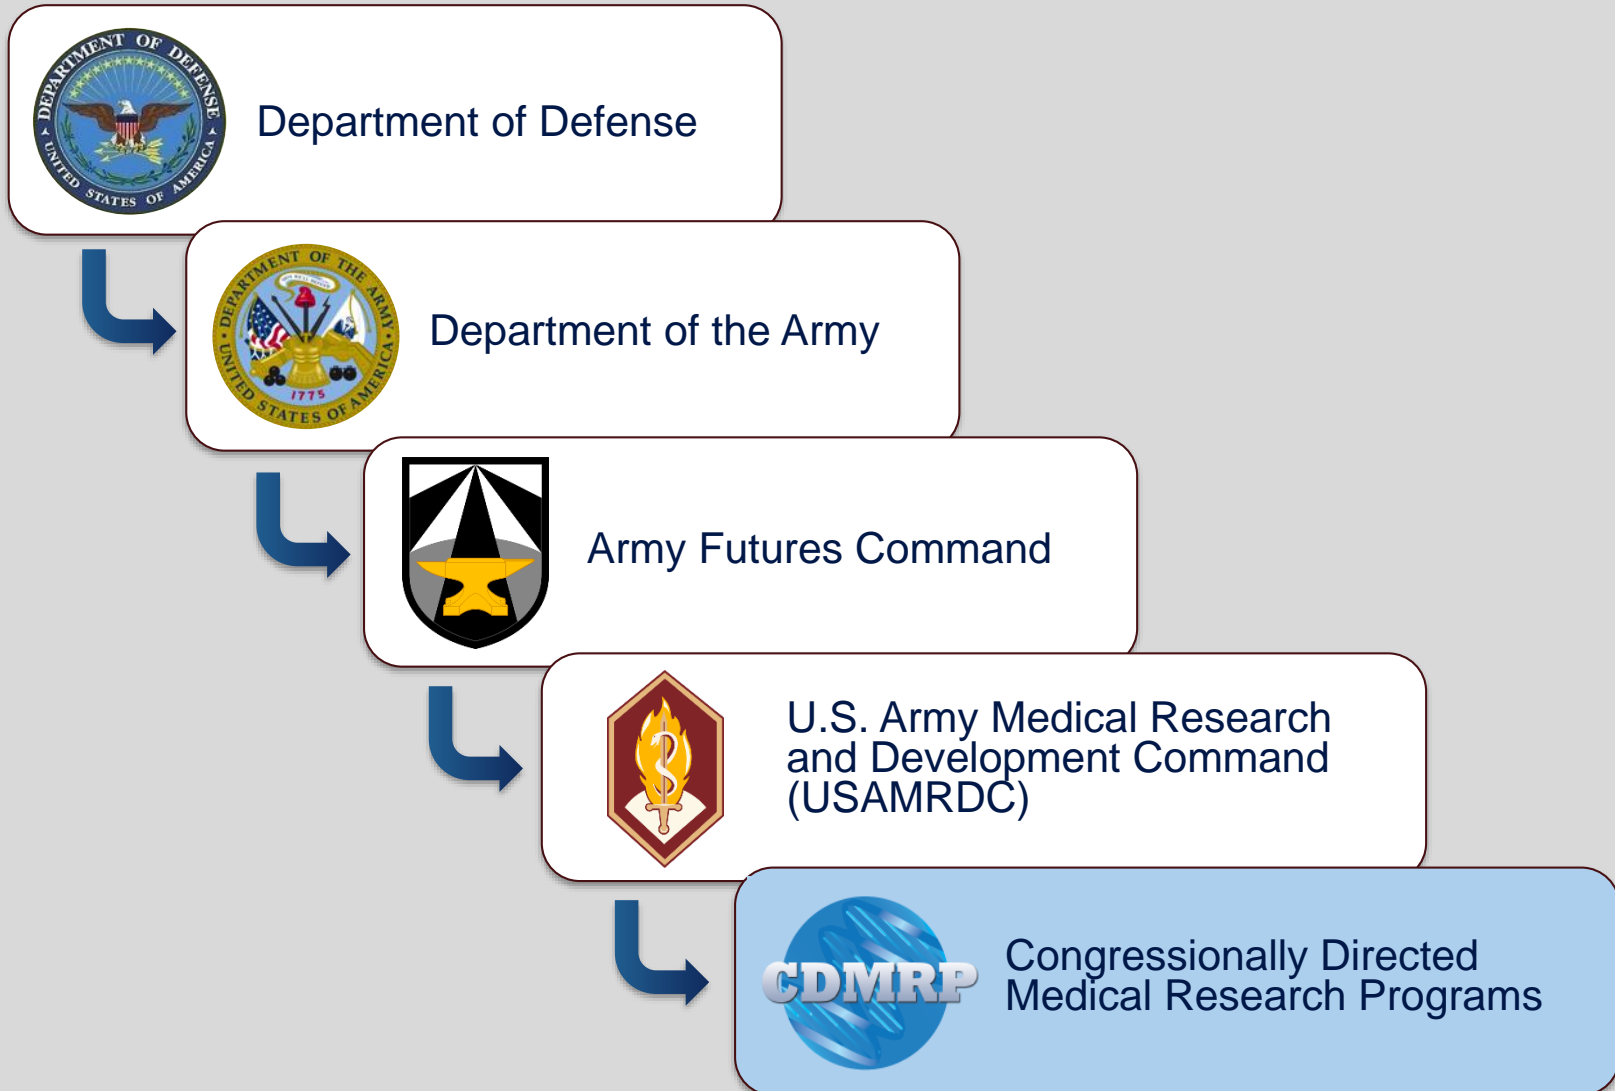 DEPARTMENT OF DEFENSE
UNITED STATES OF AMERICA
Department of Defense
DEPARTMENT OF THE ARMY
1775
UNITED STATES OF AMERICA
Department of the Army
Army Futures Command
U.S. Army Medical Research
and Development Command
(USAMRDC)
CDMRP
Congressionally Directed
Medical Research Programs